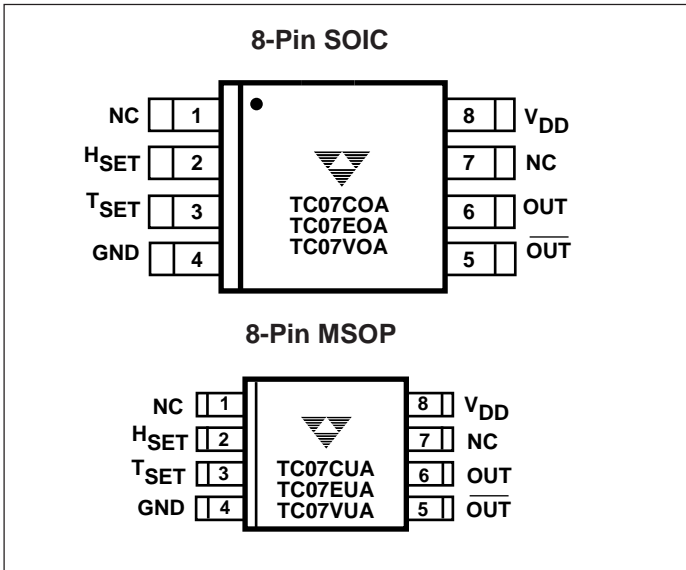 8-Pin SOIC
NC 1
HSET 2
TSET 3
GND 4
TC07COA
TC07EOA
TC07VOA
8 VDD
7 NC
6 OUT
5 OUT
8-Pin MSOP
NC 1
HSET 2
TSET 3
GND 4
TC07CUA
TC07EUA
TC07VUA
8 VDD
7 NC
6 OUT
5 OUT